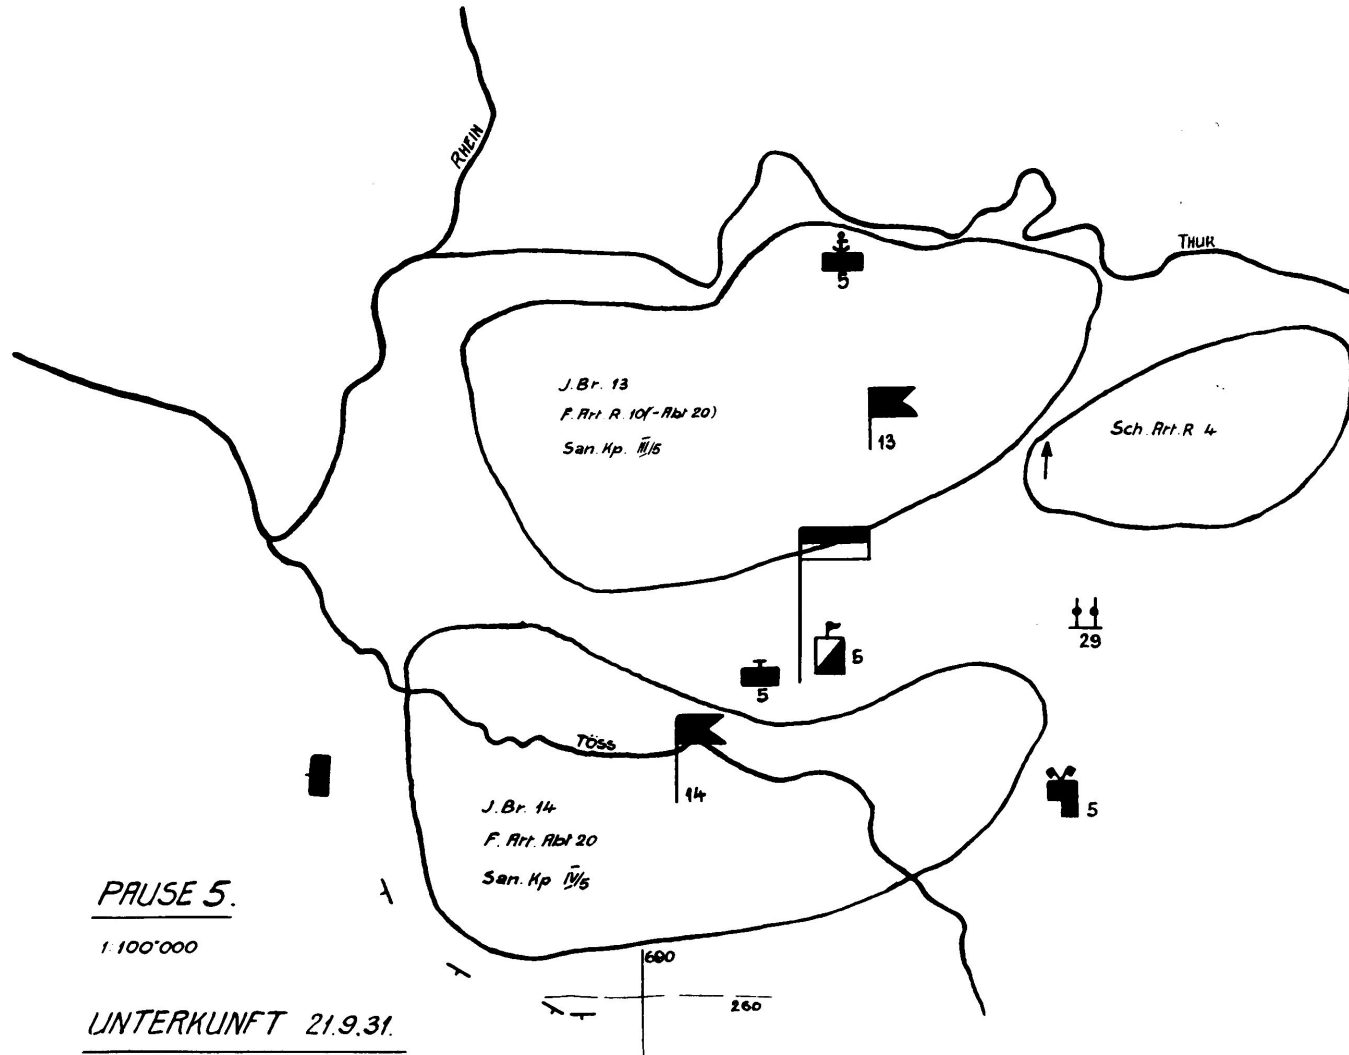 RHEIN
THUR
5
J.Br. 13
F. Art R. 10(-Abt 20)
San. Kp. III/5
13
Sch. Art. R 4
29
5
5
TÖSS
14
5
J.Br. 14
F. Art. Abt 20
San. Kp IV/5
PAUSE 5.
1:100'000
690
260
UNTERKUNFT 21.9.31.